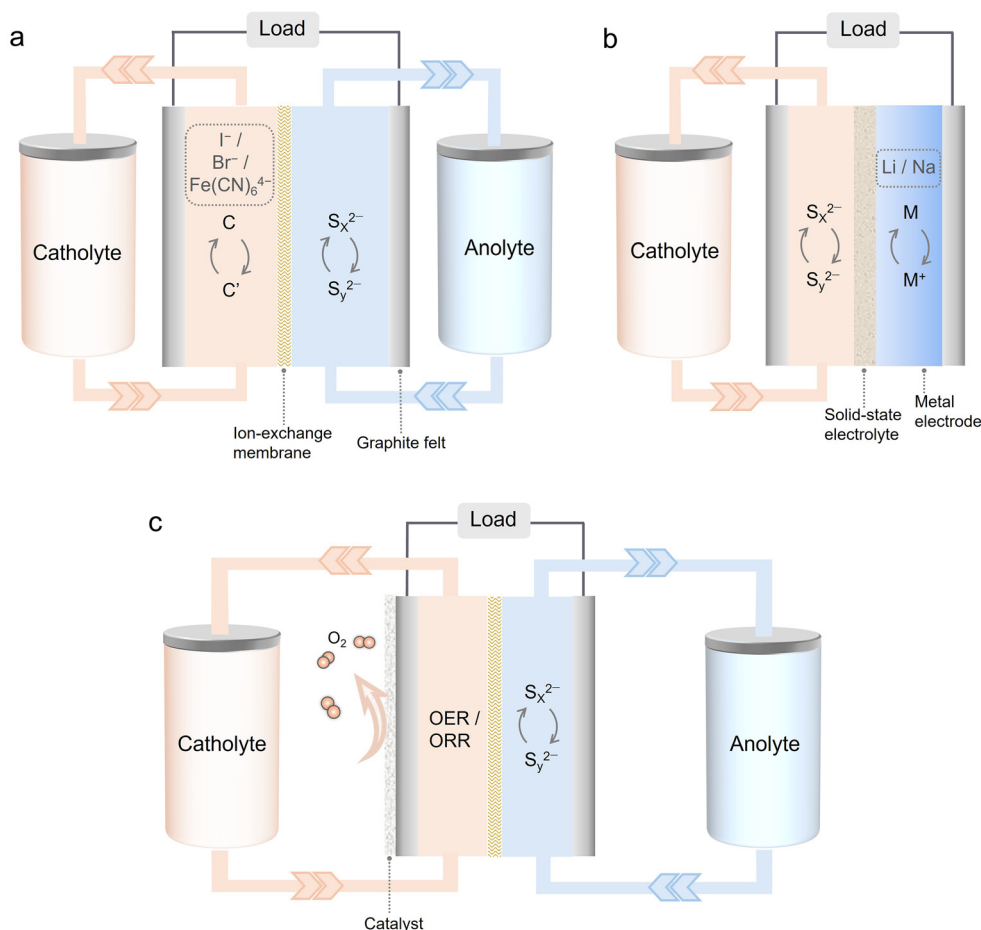 a
Load
I⁻ /
Br⁻ /
Fe(CN)₆⁴⁻
C
C'
Sₓ²⁻
Sᵧ²⁻
Catholyte
Anolyte
Ion-exchange
membrane
Graphite felt
b
Load
Li / Na
Sₓ²⁻
Sᵧ²⁻
M
M⁺
Catholyte
Solid-state
electrolyte
Metal
electrode
c
Load
O₂
OER /
ORR
Sₓ²⁻
Sᵧ²⁻
Catholyte
Anolyte
Catalyst